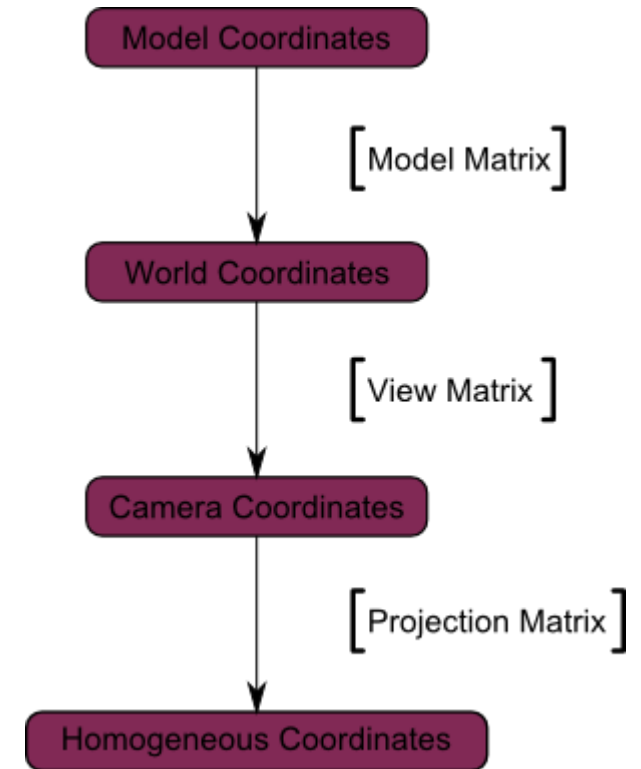 Model Coordinates
[Model Matrix]
World Coordinates
[View Matrix]
Camera Coordinates
[Projection Matrix]
Homogeneous Coordinates